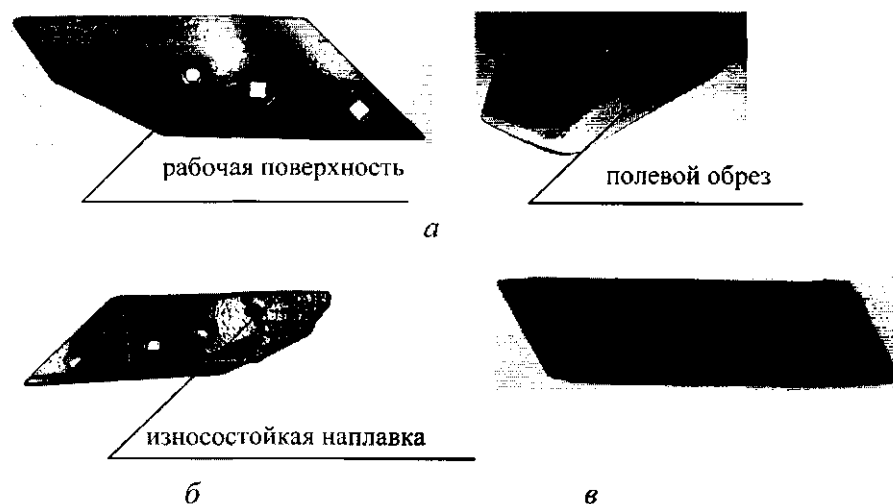 рабочая поверхность
полевой обрез
а
износостойкая наплавка
б
в